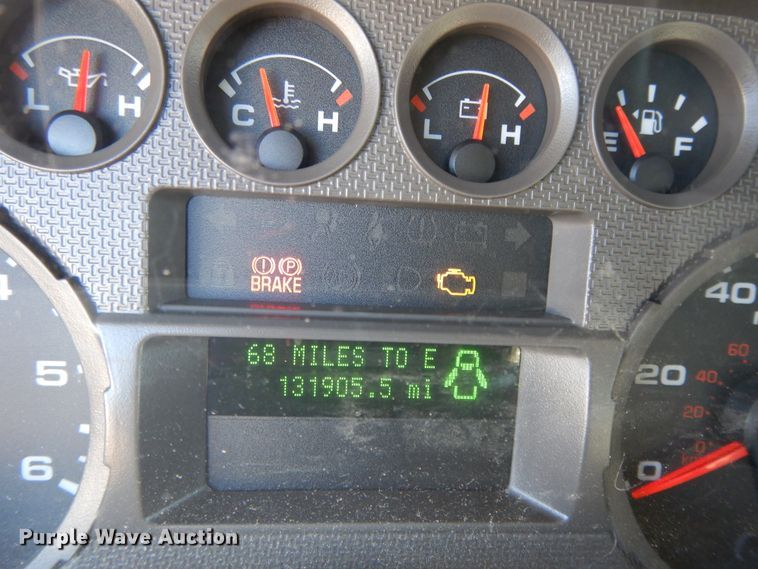 L H
C H
L H
E F
BRAKE
4
5
6
40
20
0
60
40
20
0
68 MILES TO E
131905.5 mi
Purple Wave Auction